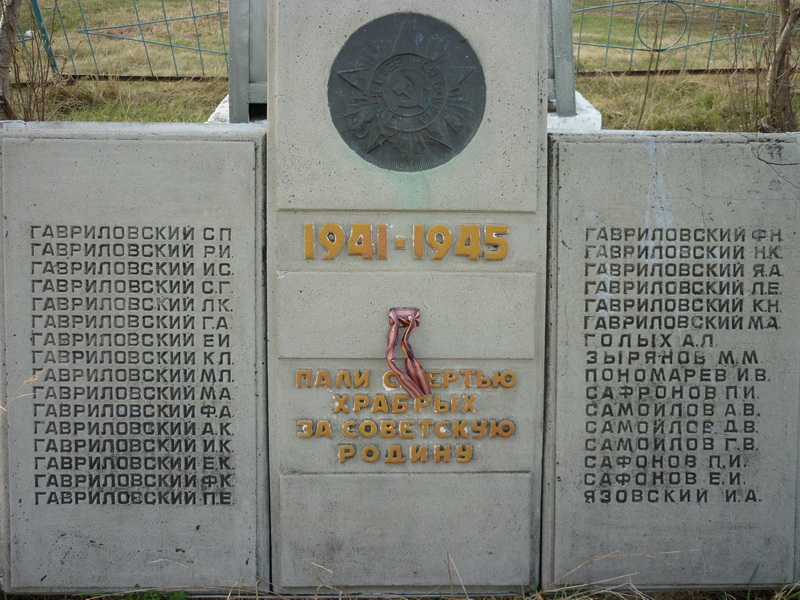 ГАВРИЛОВСКИЙ С.П
ГАВРИЛОВСКИЙ Р.И.
ГАВРИЛОВСКИЙ И.С.
ГАВРИЛОВСКИЙ С.Г.
ГАВРИЛОВСКИЙ Л.К.
ГАВРИЛОВСКИЙ Г.А.
ГАВРИЛОВСКИЙ Е.И
ГАВРИЛОВСКИЙ К.Л.
ГАВРИЛОВСКИЙ М.Л.
ГАВРИЛОВСКИЙ М.А.
ГАВРИЛОВСКИЙ Ф.А.
ГАВРИЛОВСКИЙ А.К.
ГАВРИЛОВСКИЙ И.К.
ГАВРИЛОВСКИЙ Е.К.
ГАВРИЛОВСКИЙ Ф.К.
ГАВРИЛОВСКИЙ П.Е.
1941-1945
ПАЛИ СМЕРТЬЮ
ХРАБРЫХ
ЗА СОВЕТСКУЮ
РОДИНУ
ГАВРИЛОВСКИЙ Ф.Н.
ГАВРИЛОВСКИЙ Н.К.
ГАВРИЛОВСКИЙ Я.А.
ГАВРИЛОВСКИЙ Л.Е.
ГАВРИЛОВСКИЙ К.Н.
ГАВРИЛОВСКИЙ М.А.
ГОЛЫХ А.Л.
ЗЫРЯНОВ М.М.
ПОНОМАРЕВ И.В.
САФРОНОВ П.И.
САМОЙЛОВ А.В.
САМОЙЛОВ Д.В.
САМОЙЛОВ Г.В.
САФОНОВ П.И.
САФОНОВ Е.И.
ЯЗОВСКИЙ И.А.